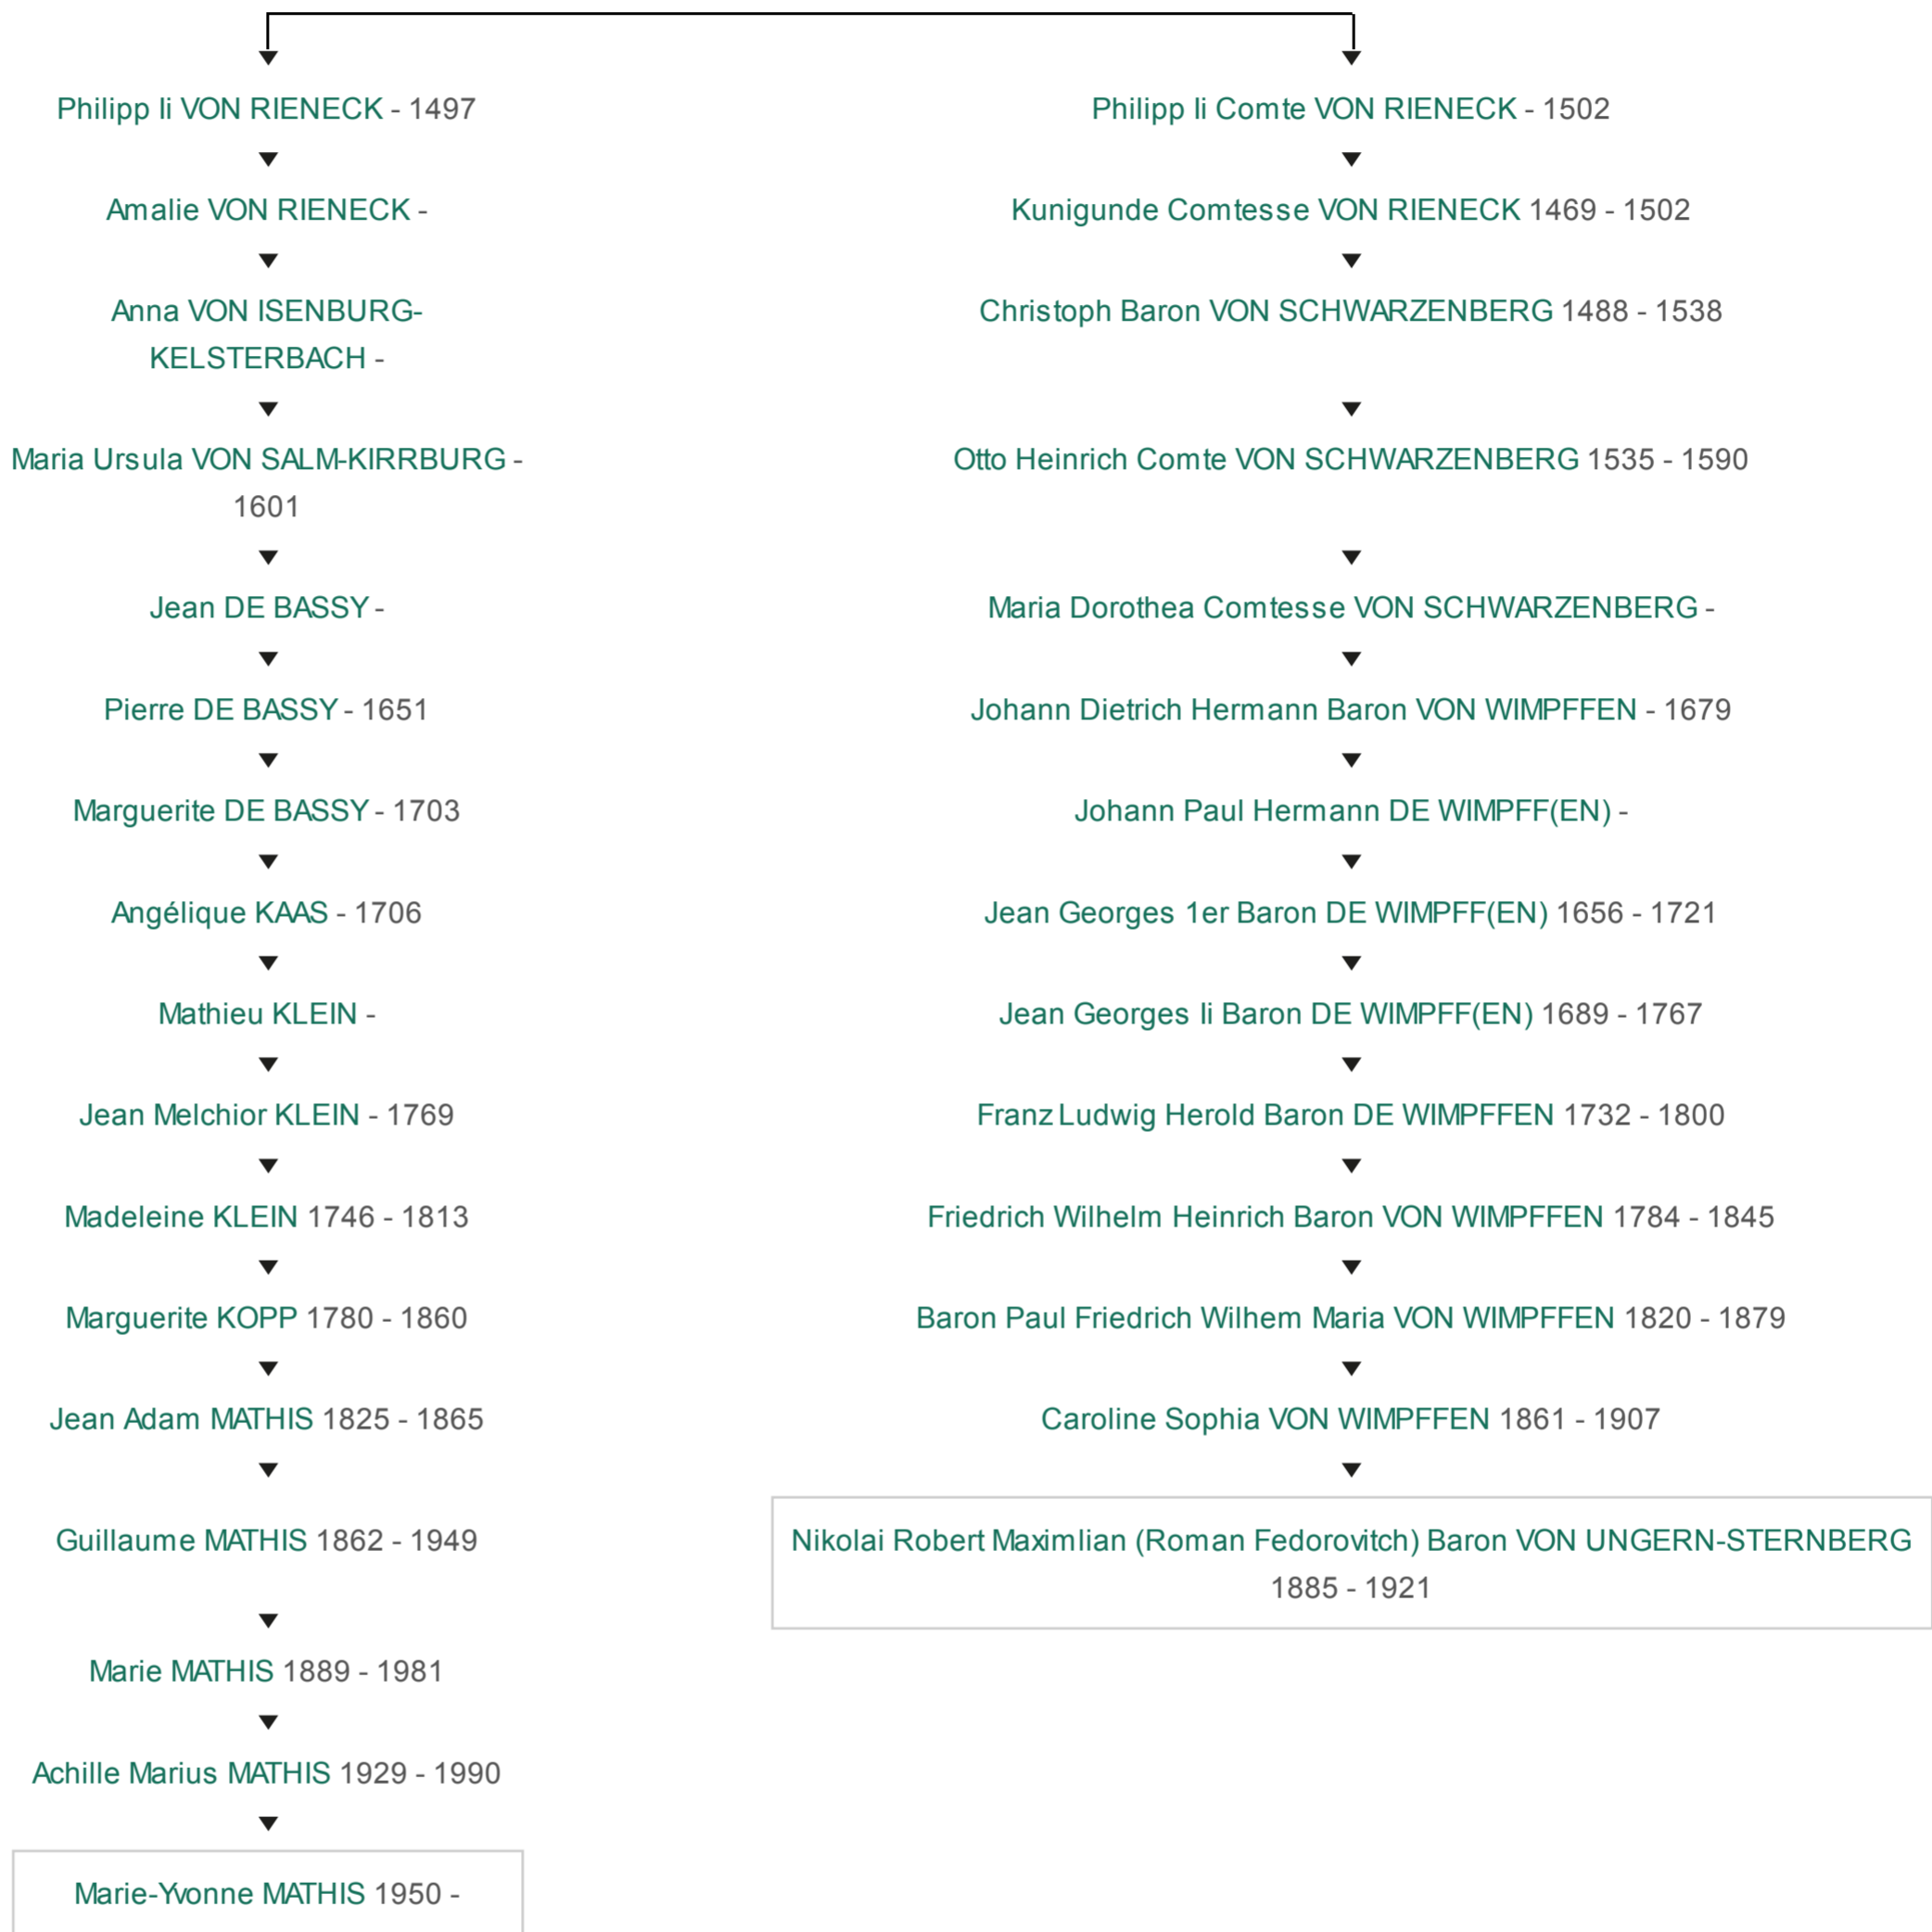 Philipp Ii VON RIENECK - 1497
Amalie VON RIENECK -
Anna VON ISENBURG-
KELSTERBACH -
Maria Ursula VON SALM-KIRRBURG -
1601
Jean DE BASSY -
Pierre DE BASSY - 1651
Marguerite DE BASSY - 1703
Angélique KAAS - 1706
Mathieu KLEIN -
Jean Melchior KLEIN - 1769
Madeleine KLEIN 1746 - 1813
Marguerite KOPP 1780 - 1860
Jean Adam MATHIS 1825 - 1865
Guillaume MATHIS 1862 - 1949
Marie MATHIS 1889 - 1981
Achille Marius MATHIS 1929 - 1990
Marie-Yvonne MATHIS 1950 -
Philipp Ii Comte VON RIENECK - 1502
Kunigunde Comtesse VON RIENECK 1469 - 1502
Christoph Baron VON SCHWARZENBERG 1488 - 1538
Otto Heinrich Comte VON SCHWARZENBERG 1535 - 1590
Maria Dorothea Comtesse VON SCHWARZENBERG -
Johann Dietrich Hermann Baron VON WIMPFFEN - 1679
Johann Paul Hermann DE WIMPFF(EN) -
Jean Georges 1er Baron DE WIMPFF(EN) 1656 - 1721
Jean Georges Ii Baron DE WIMPFF(EN) 1689 - 1767
Franz Ludwig Herold Baron DE WIMPFFEN 1732 - 1800
Friedrich Wilhelm Heinrich Baron VON WIMPFFEN 1784 - 1845
Baron Paul Friedrich Wilhem Maria VON WIMPFFEN 1820 - 1879
Caroline Sophia VON WIMPFFEN 1861 - 1907
Nikolai Robert Maximlian (Roman Fedorovitch) Baron VON UNGERN-STERNBERG
1885 - 1921